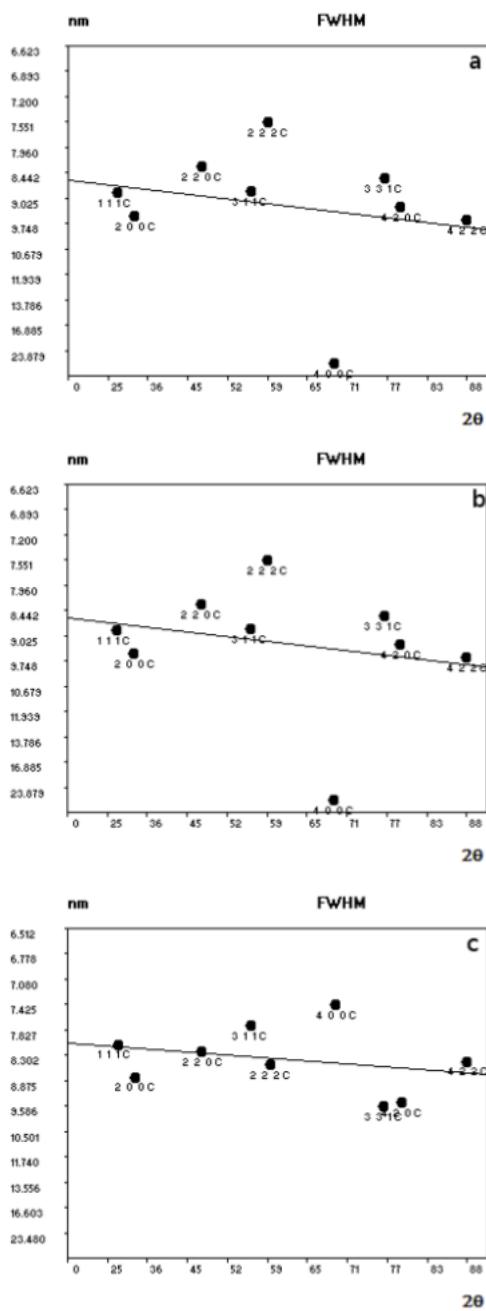 nm FWHM
a
6.623
6.893
7.200
7.551
7.960
8.442
9.025
9.748
10.679
11.939
13.786
16.885
23.879
2 2 2 C
2 2 0 C
3 3 1 C
1 1 1 C
3 1 1 C
2 0 0 C
4 2 0 C
4 2 2 C
4 0 0 C
0 25 36 45 52 59 65 71 77 83 88
2θ
nm FWHM
b
6.623
6.893
7.200
7.551
7.960
8.442
9.025
9.748
10.679
11.939
13.786
16.885
23.879
2 2 2 C
2 2 0 C
3 3 1 C
1 1 1 C
3 1 1 C
2 0 0 C
4 2 0 C
4 2 2 C
4 0 0 C
0 25 36 45 52 59 65 71 77 83 88
2θ
nm FWHM
c
6.512
6.778
7.080
7.425
7.827
8.302
8.875
9.586
10.501
11.740
13.556
16.603
23.480
4 0 0 C
3 1 1 C
1 1 1 C
2 2 0 C
2 2 2 C
4 2 2 C
2 0 0 C
3 3 1 C
4 2 0 C
0 25 36 45 52 59 65 71 77 83 88
2θ